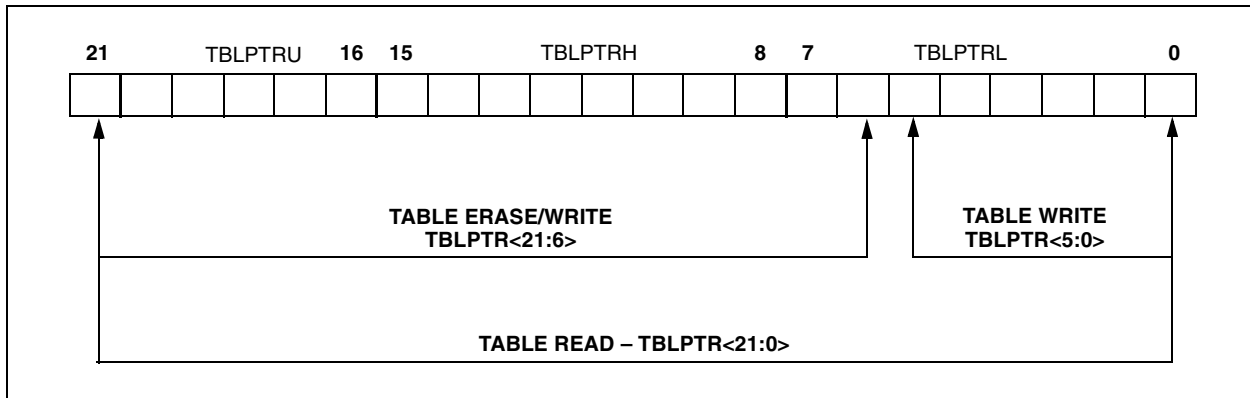 21 TBLPTRU 16 15 TBLPTRH 8 7 TBLPTRL 0
TABLE ERASE/WRITE
TBLPTR<21:6>
TABLE WRITE
TBLPTR<5:0>
TABLE READ – TBLPTR<21:0>